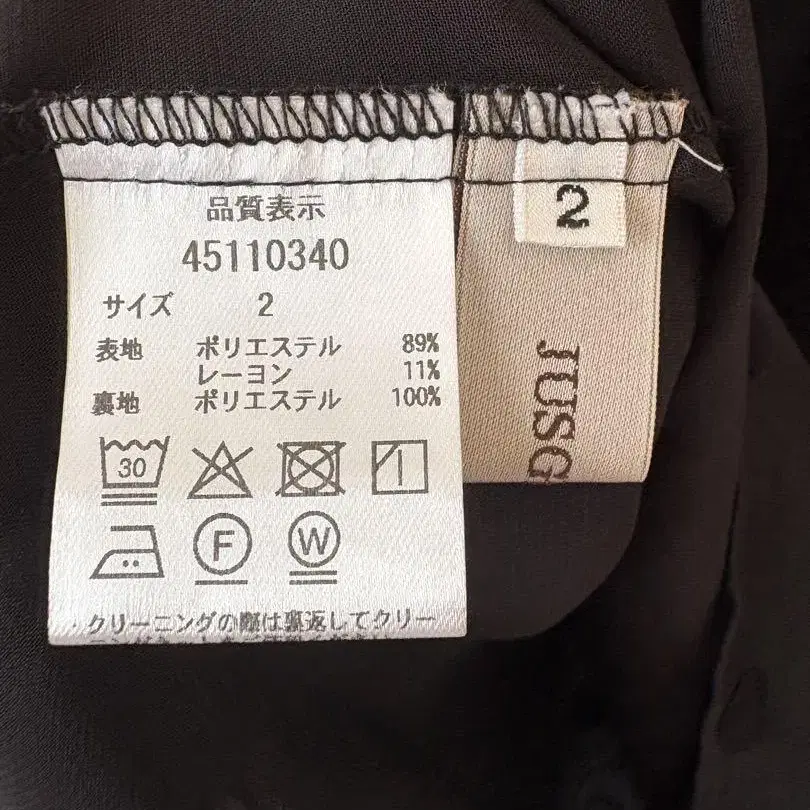 品質表示
45110340
サイズ 2
表地 ポリエステル 89%
レーヨン 11%
裏地 ポリエステル 100%
30
F
W
クリーニングの際は裏返してクリー
2
JUSG